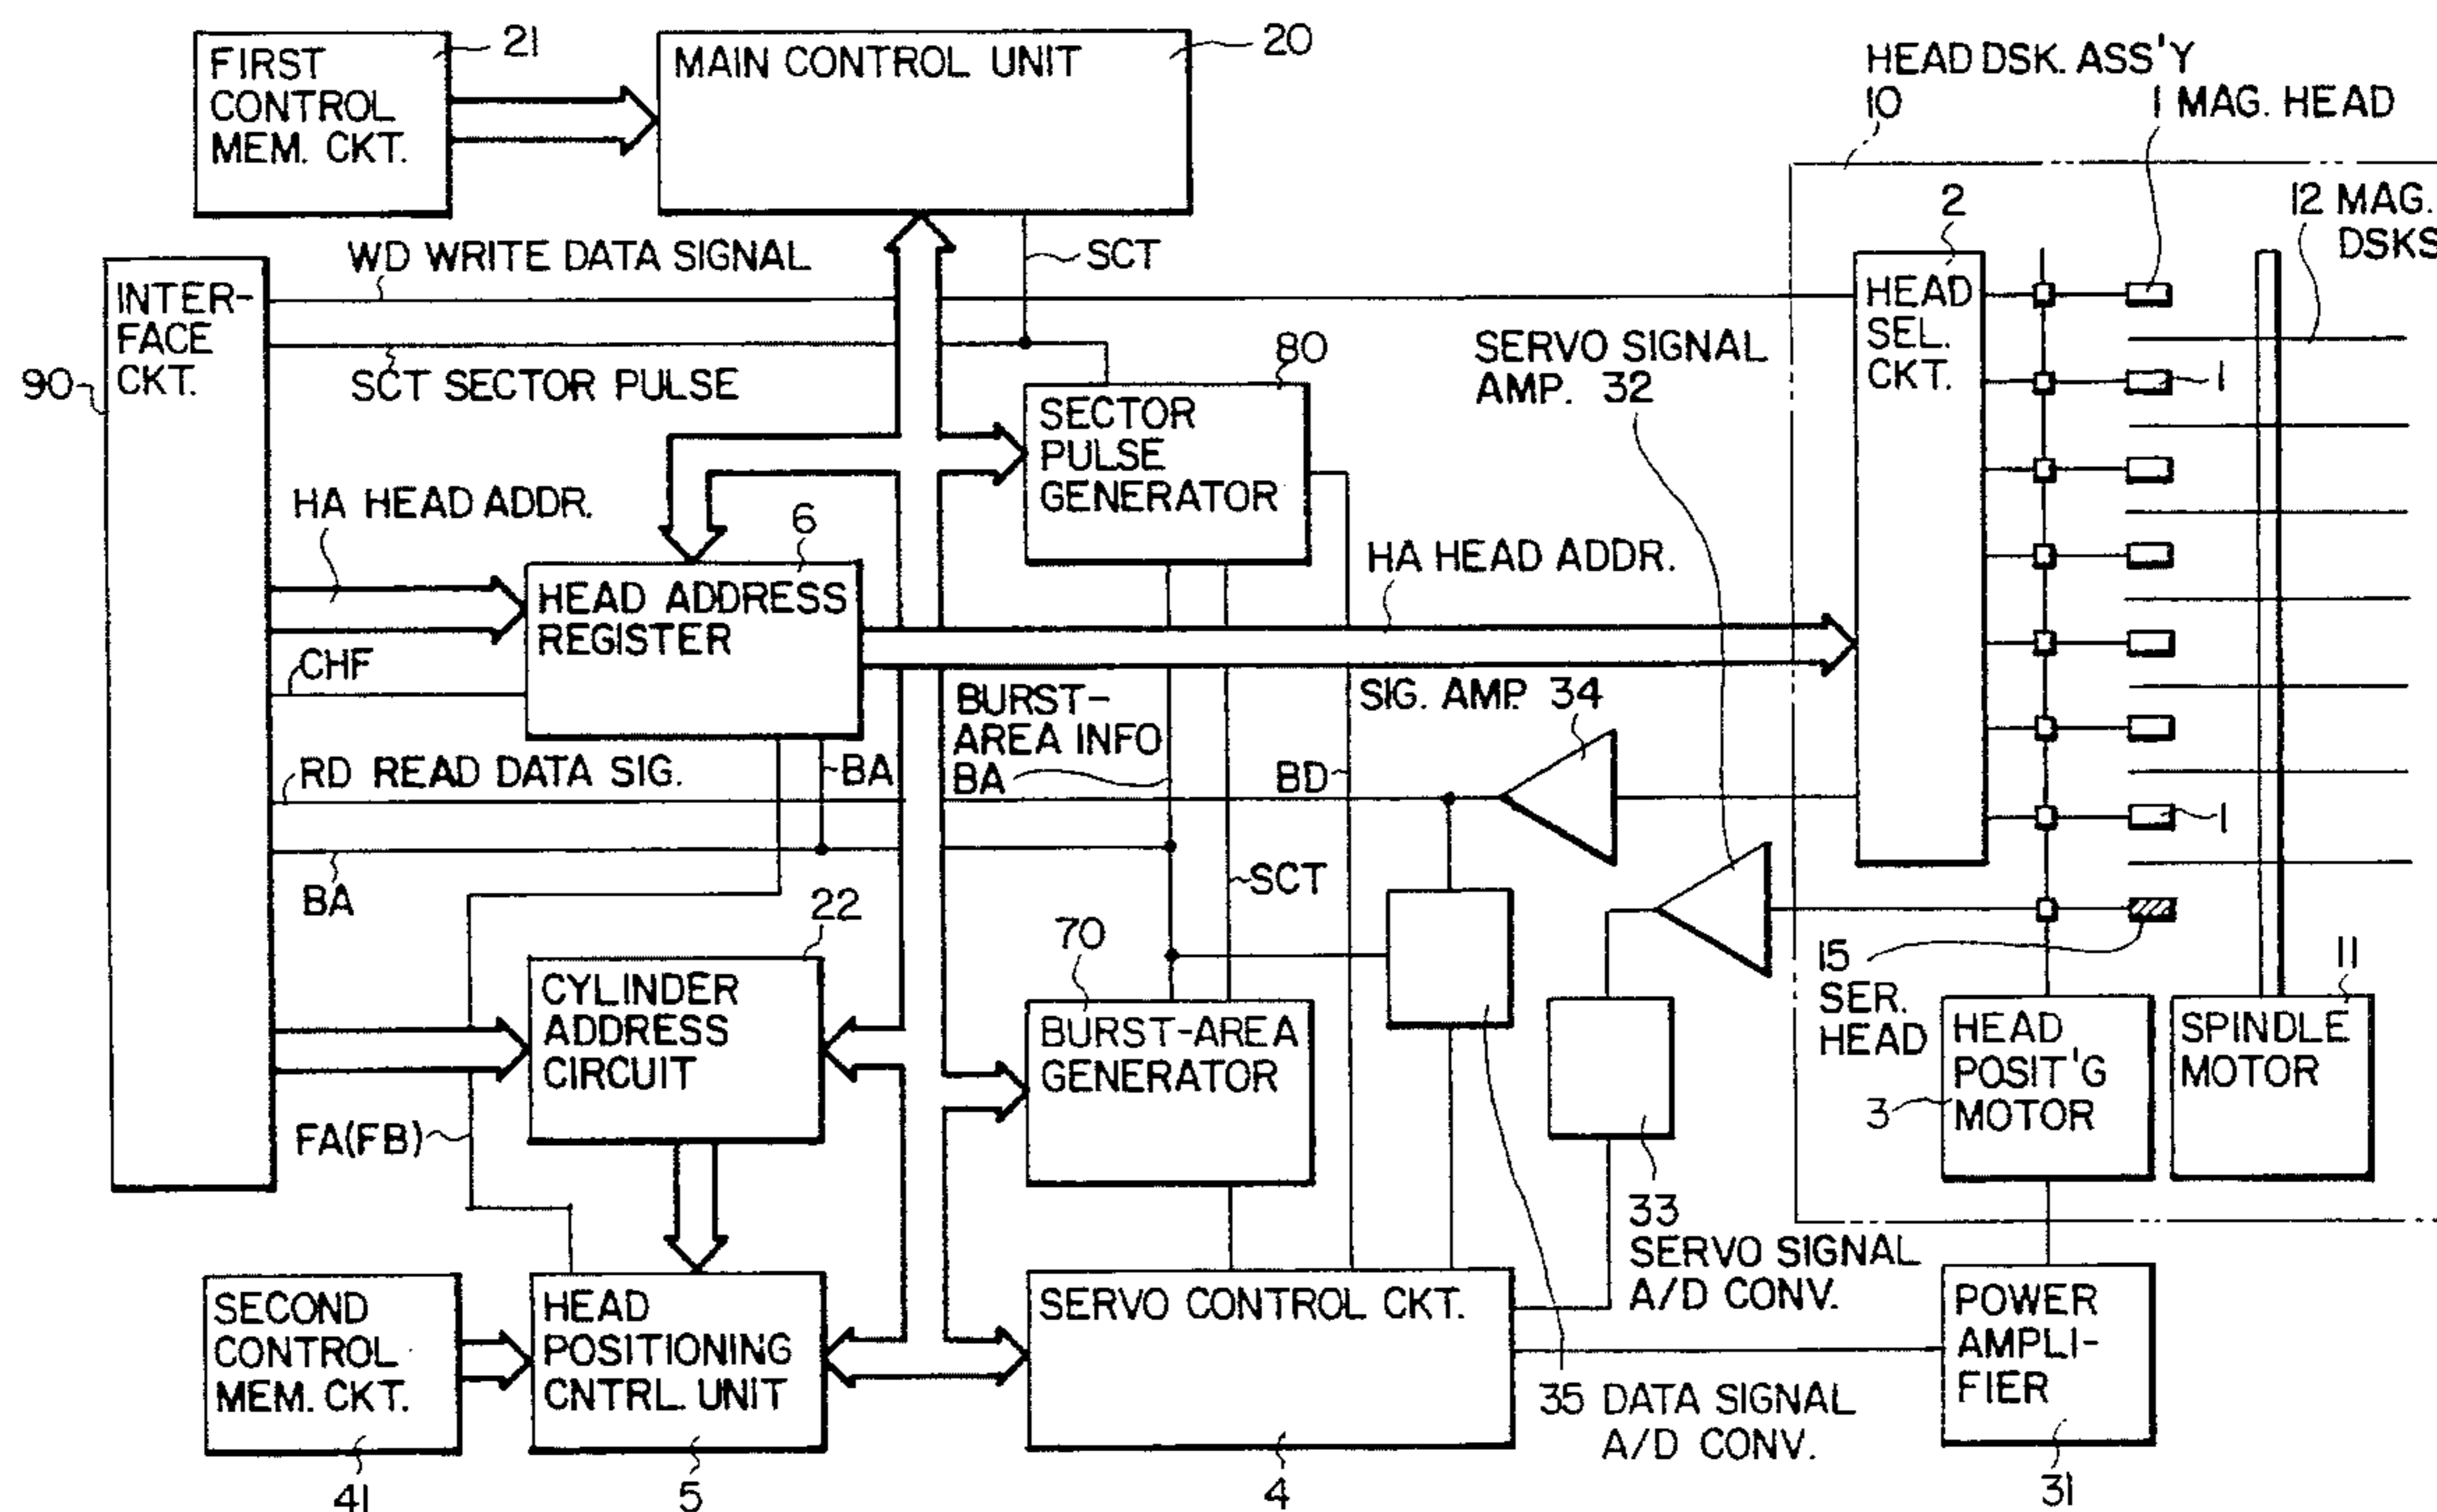 21
20
FIRST
CONTROL
MEM. CKT.
MAIN CONTROL UNIT
HEAD DSK. ASS'Y
10
1 MAG. HEAD
2
12 MAG.
DSKS
WD WRITE DATA SIGNAL
SCT
INTER-
FACE
CKT.
90
SCT SECTOR PULSE
80
SERVO SIGNAL
AMP. 32
HEAD
SEL.
CKT.
1
SECTOR
PULSE
GENERATOR
HA HEAD ADDR.
6
HEAD ADDRESS
REGISTER
HA HEAD ADDR.
CHF
BURST-
AREA INFO
BA
SIG. AMP. 34
RD READ DATA SIG.
BA
BD
1
BA
SCT
22
70
CYLINDER
ADDRESS
CIRCUIT
BURST-AREA
GENERATOR
15
SER.
HEAD
11
HEAD
POSIT'G
MOTOR
3
SPINDLE
MOTOR
FA(FB)
33
SERVO SIGNAL
A/D CONV.
SECOND
CONTROL
MEM. CKT.
HEAD
POSITIONING
CNTRL. UNIT
SERVO CONTROL CKT.
POWER
AMPLI-
FIER
35 DATA SIGNAL
A/D CONV.
41
5
4
31